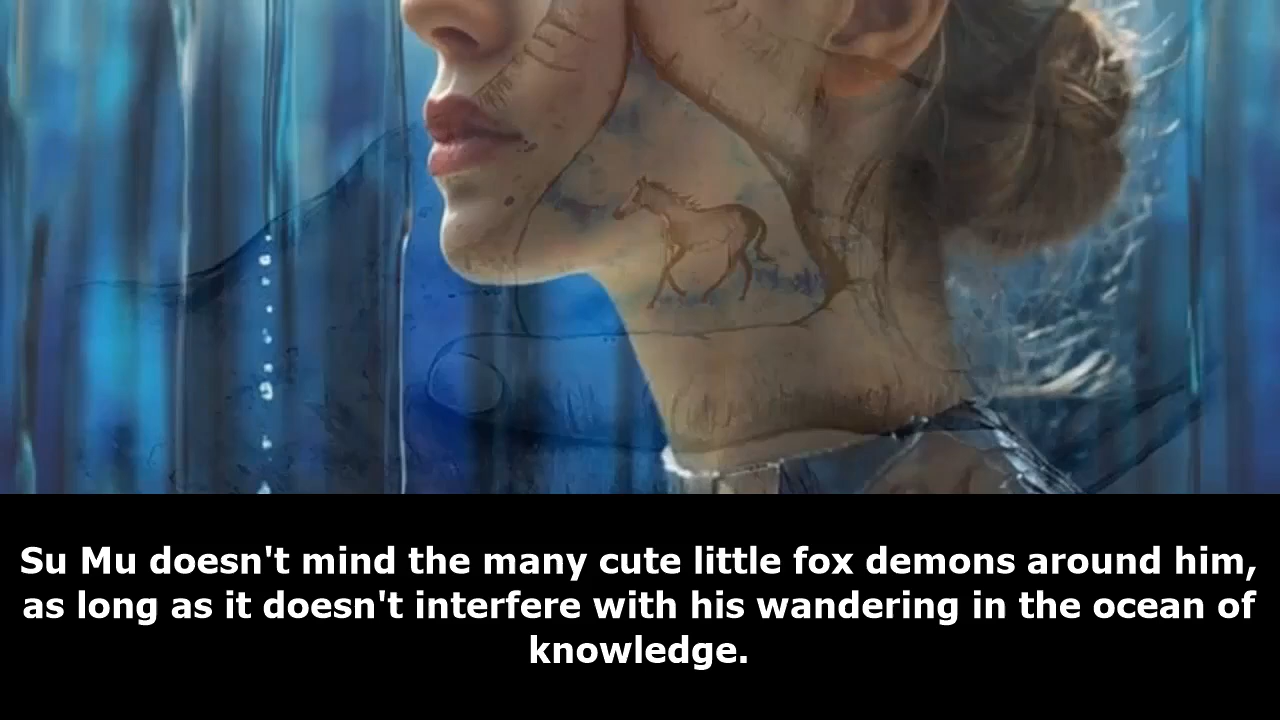 Su Mu doesn't mind the many cute little fox demons around him,
as long as it doesn't interfere with his wandering in the ocean of
knowledge.